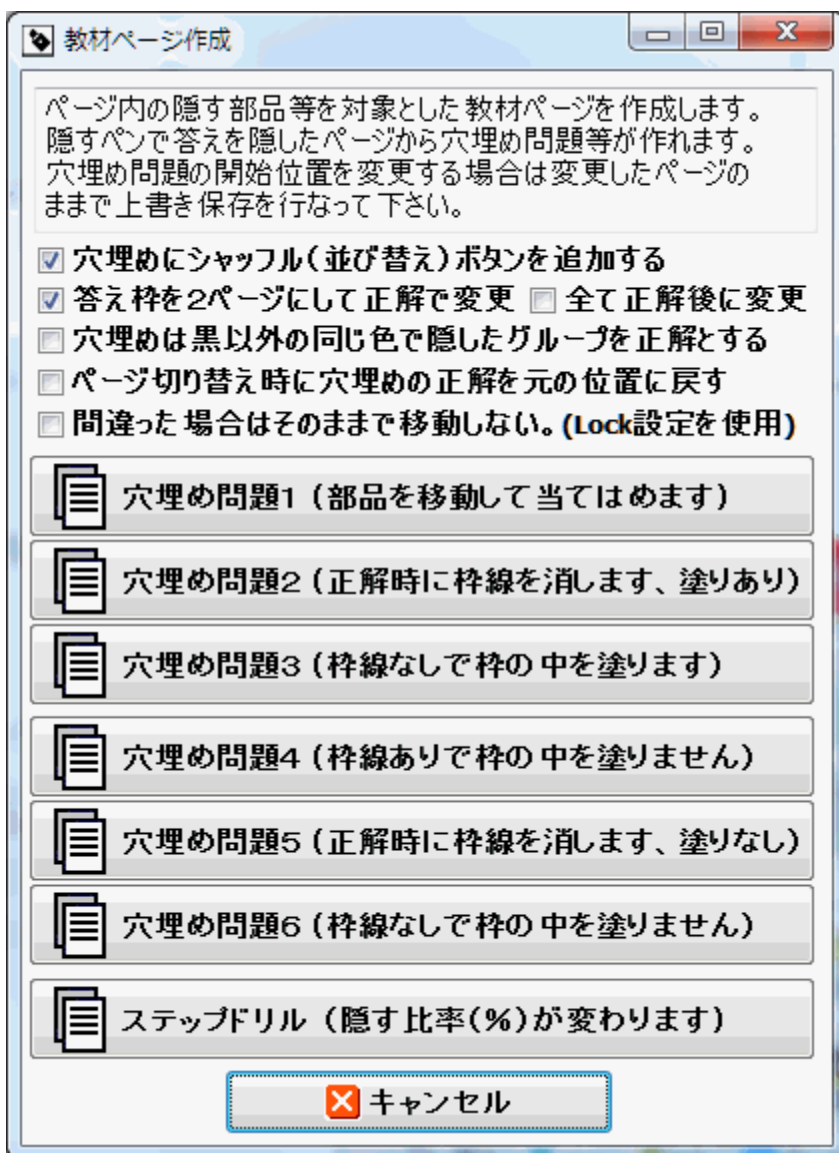 教材ページ作成
ページ内の隠す部品等を対象とした教材ページを作成します。
隠すペンで答えを隠したページから穴埋め問題等が作れます。
穴埋め問題の開始位置を変更する場合は変更したページの
ままで上書き保存を行なって下さい。
穴埋めにシャッフル(並び替え)ボタンを追加する
答え枠を2ページにして正解で変更 全て正解後に変更
穴埋めは黒以外の同じ色で隠したグループを正解とする
ページ切り替え時に穴埋めの正解を元の位置に戻す
間違った場合はそのままで移動しない。(Lock設定を使用)
穴埋め問題1(部品を移動して当てはめます)
穴埋め問題2(正解時に枠線を消します、塗りあり)
穴埋め問題3(枠線なしで枠の中を塗ります)
穴埋め問題4(枠線ありで枠の中を塗りません)
穴埋め問題5(正解時に枠線を消します、塗りなし)
穴埋め問題6(枠線なしで枠の中を塗りません)
ステップドリル (隠す比率(%)が変わります)
キャンセル